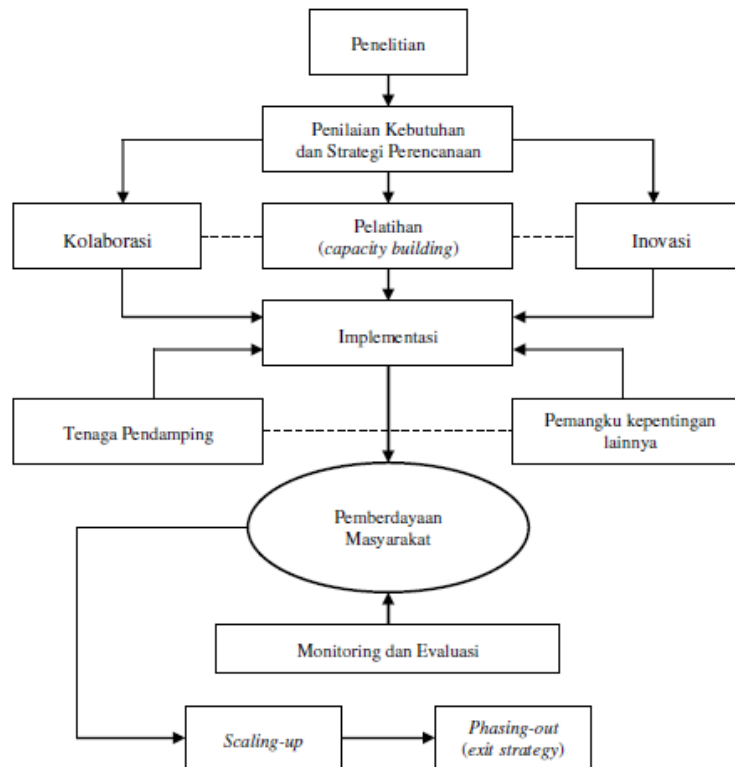 Penelitian
Penilaian Kebutuhan
dan Strategi Perencanaan
Kolaborasi
Pelatihan
(capacity building)
Inovasi
Implementasi
Tenaga Pendamping
Pemangku kepentingan
lainnya
Pemberdayaan
Masyarakat
Monitoring dan Evaluasi
Scaling-up
Phasing-out
(exit strategy)